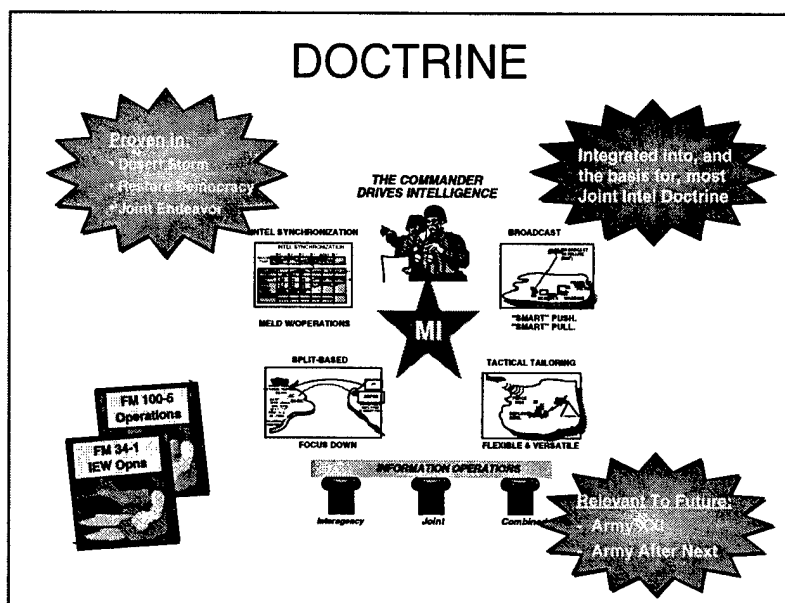 DOCTRINE
Proven in:
• Desert Storm
• Restore Democracy
• Joint Endeavor
THE COMMANDER
DRIVES INTELLIGENCE
Integrated into, and
the basis for, most
Joint Intel Doctrine
INTEL SYNCHRONIZATION
INTEL SYNCHRONIZATION
MELD W/OPERATIONS
BROADCAST
"SMART" PUSH.
"SMART" PULL.
MI
SPLIT-BASED
FOCUS DOWN
TACTICAL TAILORING
FLEXIBLE & VERSATILE
FM 100-5
Operations
FM 34-1
IEW Opns
INFORMATION OPERATIONS
Interagency
Joint
Combined
Relevant To Future:
- Army XXI
- Army After Next